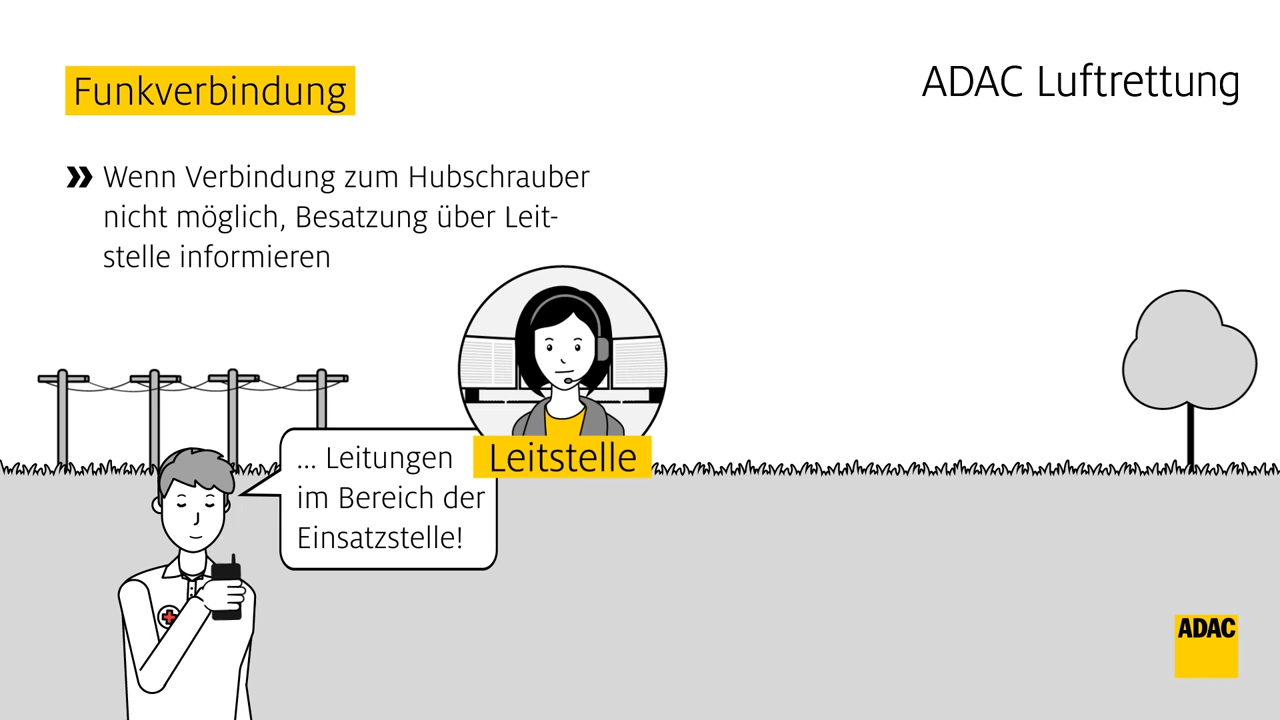 Funkverbindung
ADAC Luftrettung
Wenn Verbindung zum Hubschrauber
nicht möglich, Besatzung über Leit-
stelle informieren
... Leitungen
im Bereich der
Einsatzstelle!
Leitstelle
ADAC